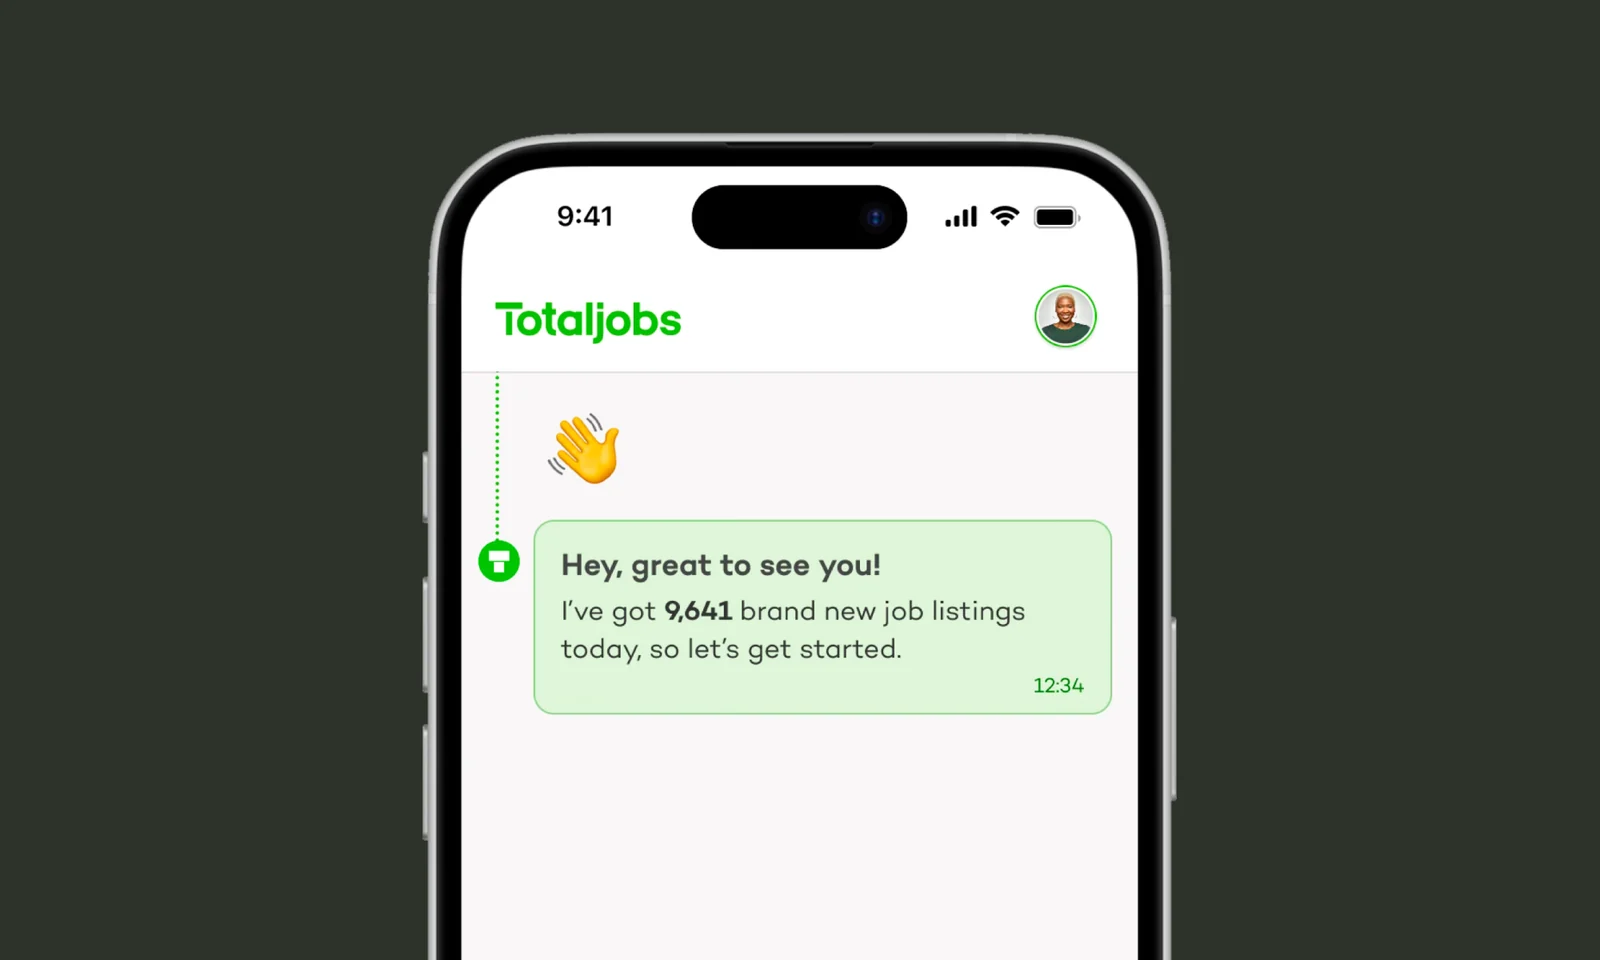 9:41
Totaljobs
Hey, great to see you!
I’ve got 9,641 brand new job listings
today, so let’s get started.
12:34